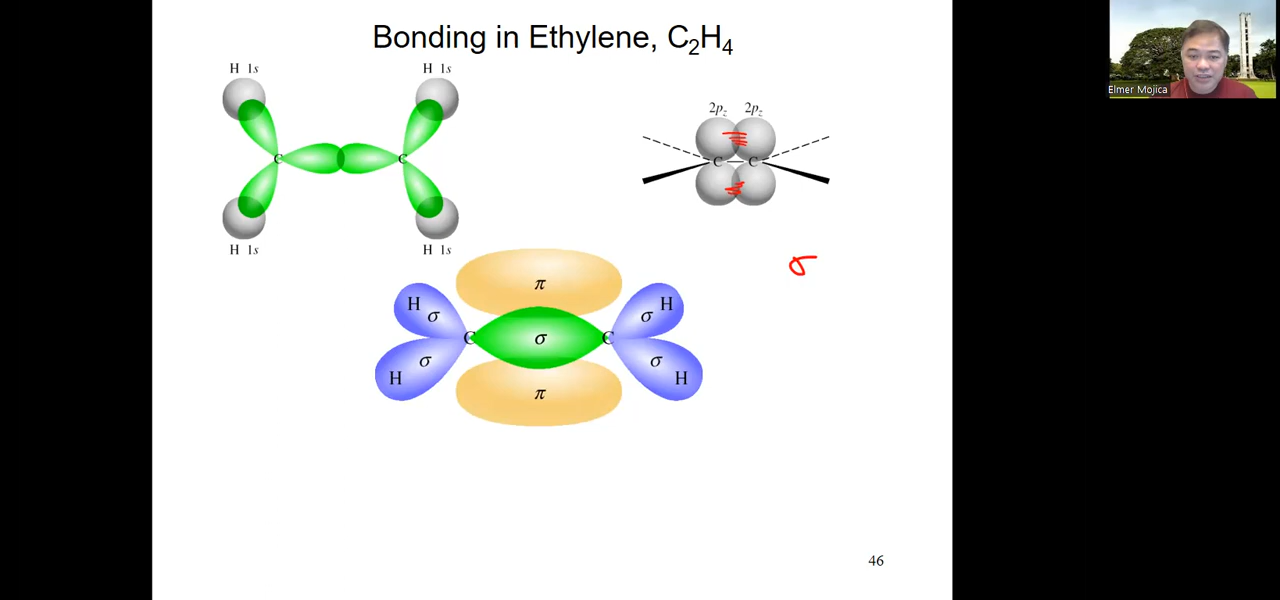 Bonding in Ethylene, C₂H₄
Elmer Mojica
H 1s
H 1s
C
C
H 1s
H 1s
2pz 2pz
C
C
σ
π
H
σ
σ
H
C
σ
C
σ
H
σ
H
π
46